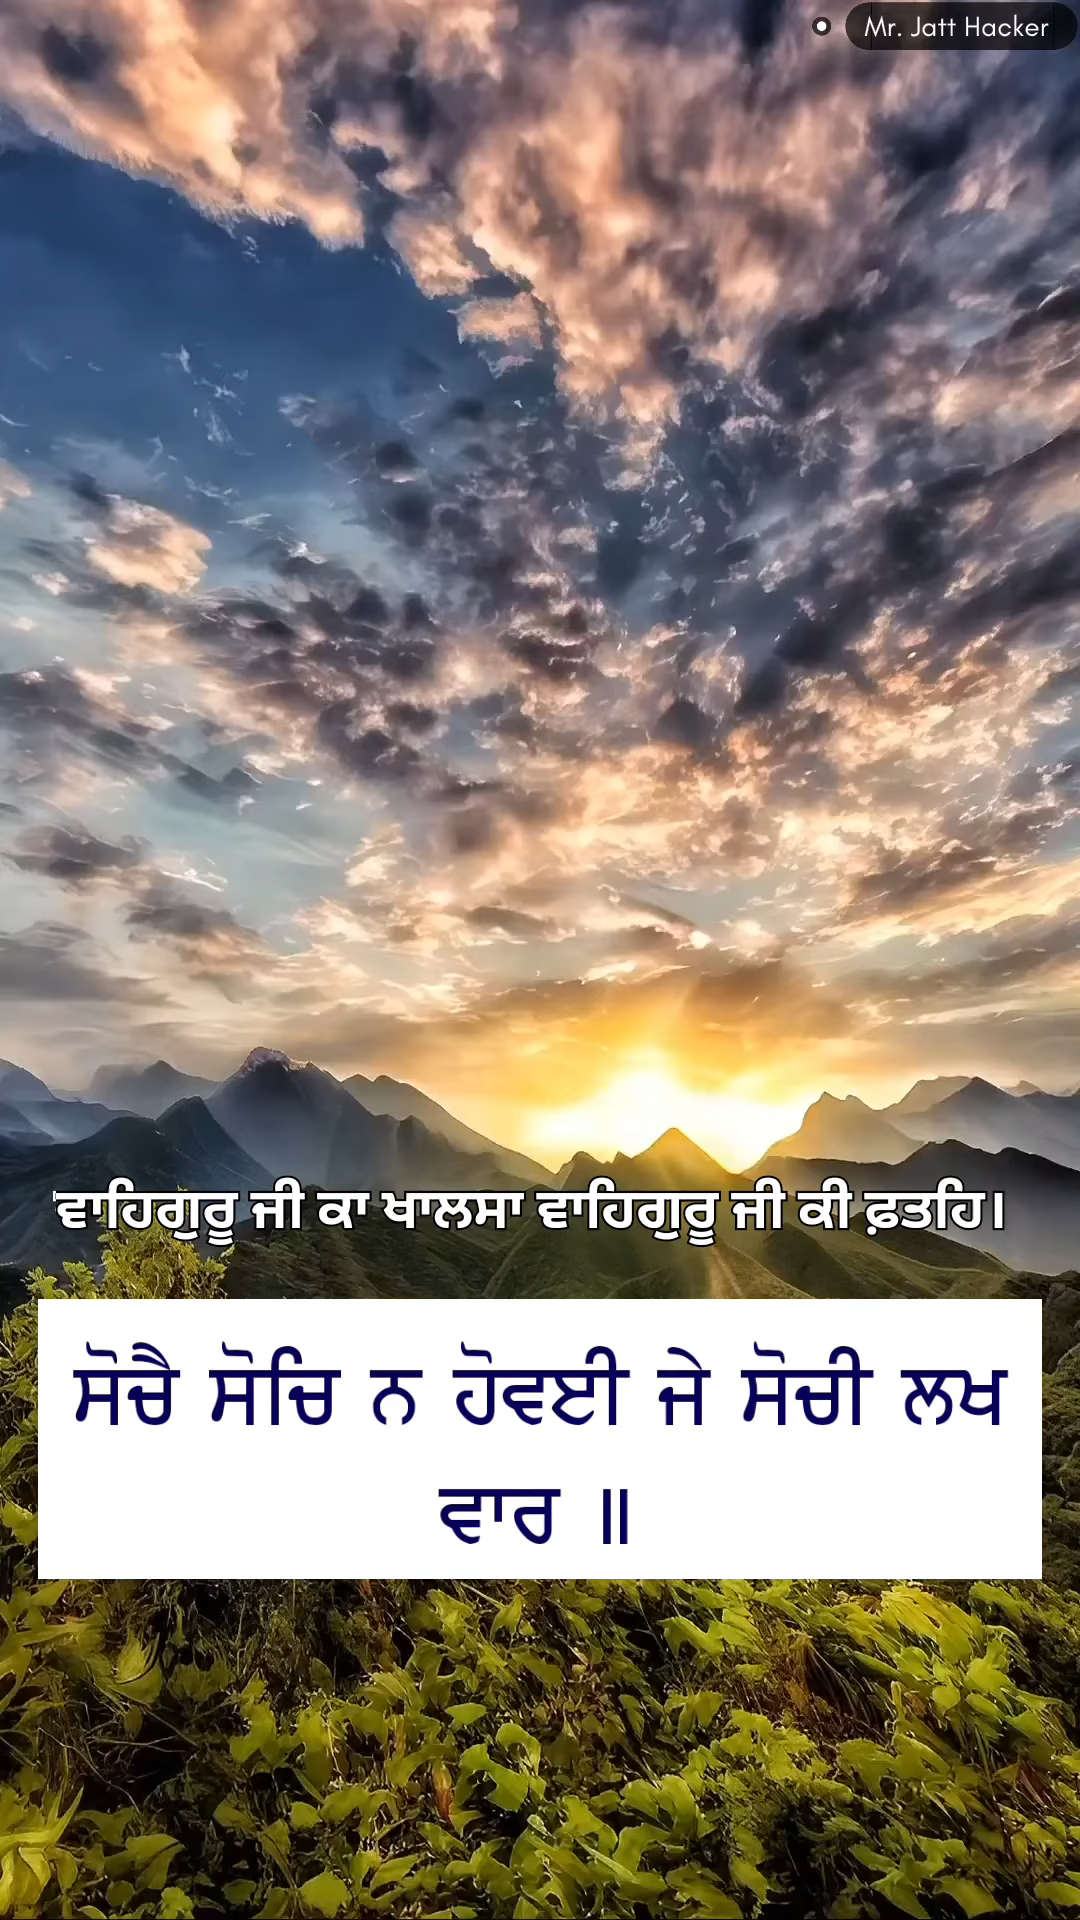 Mr. Jatt Hacker
ਵਾਹਿਗੁਰੂ ਜੀ ਕਾ ਖਾਲਸਾ ਵਾਹਿਗੁਰੂ ਜੀ ਕੀ ਫ਼ਤਹਿ।
ਸੋਚੈ ਸੋਚਿ ਨ ਹੋਵਈ ਜੇ ਸੋਚੀ ਲਖ
ਵਾਰ ॥